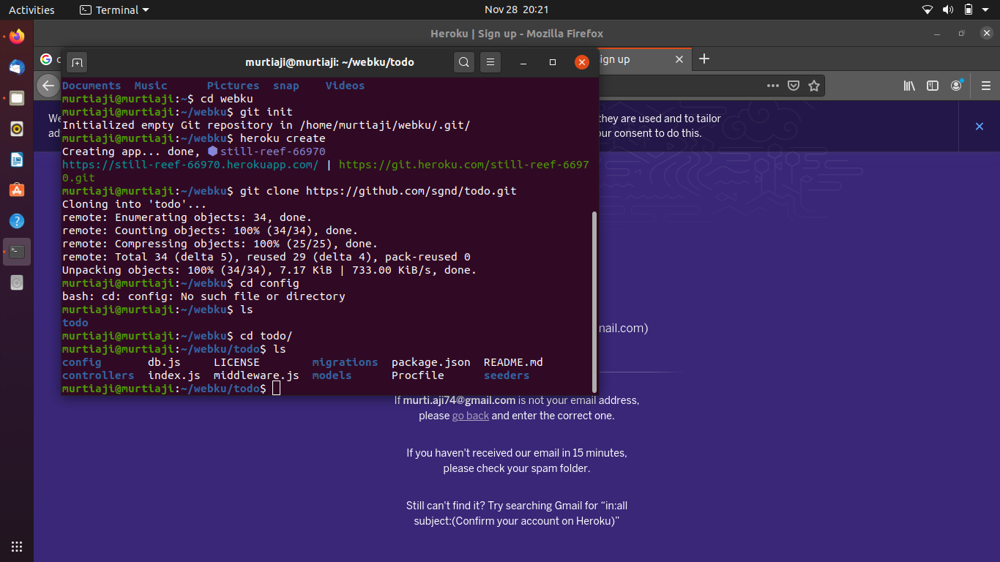 Activities Terminal Nov 28 20:21
Heroku | Sign up - Mozilla Firefox
murtiaji@murtiaji: ~/webku/todo
ign up
Documents Music Pictures snap Videos
murtiaji@murtiaji:~$ cd webku
murtiaji@murtiaji:~/webku$ git init
Initialized empty Git repository in /home/murtiaji/webku/.git/
murtiaji@murtiaji:~/webku$ heroku create
Creating app... done, ⬢ still-reef-66970
https://still-reef-66970.herokuapp.com/ | https://git.heroku.com/still-reef-6697
0.git
murtiaji@murtiaji:~/webku$ git clone https://github.com/sgnd/todo.git
Cloning into 'todo'...
remote: Enumerating objects: 34, done.
remote: Counting objects: 100% (34/34), done.
remote: Compressing objects: 100% (25/25), done.
remote: Total 34 (delta 5), reused 29 (delta 4), pack-reused 0
Unpacking objects: 100% (34/34), 7.17 KiB | 733.00 KiB/s, done.
murtiaji@murtiaji:~/webku$ cd config
bash: cd: config: No such file or directory
murtiaji@murtiaji:~/webku$ ls
todo
murtiaji@murtiaji:~/webku$ cd todo/
murtiaji@murtiaji:~/webku/todo$ ls
config db.js LICENSE migrations package.json README.md
controllers index.js middleware.js models Procfile seeders
murtiaji@murtiaji:~/webku/todo$
We
ad
they are used and to tailor
our consent to do this.
mail.com)
If murti.aji74@gmail.com is not your email address,
please go back and enter the correct one.
If you haven't received our email in 15 minutes,
please check your spam folder.
Still can't find it? Try searching Gmail for “in:all
subject:(Confirm your account on Heroku)”